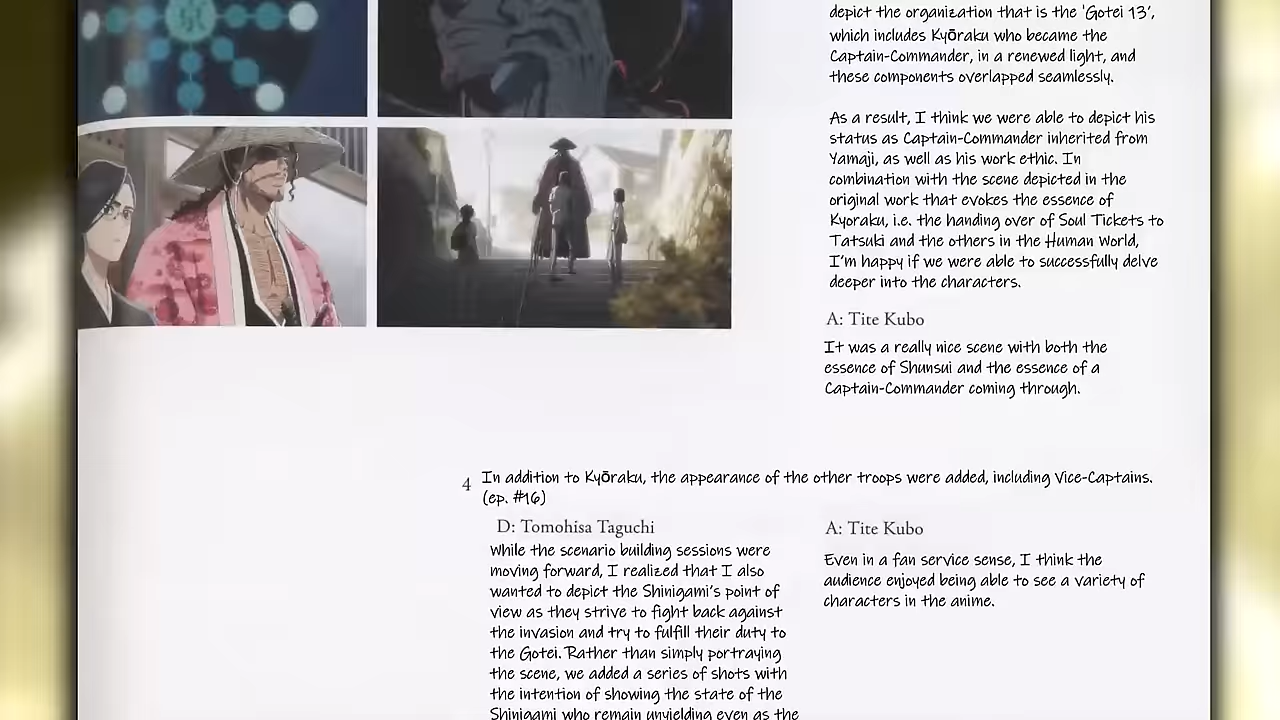 depict the organization that is the 'Gotei 13',
which includes Kyōraku who became the
Captain-Commander, in a renewed light, and
these components overlapped seamlessly.
As a result, I think we were able to depict his
status as Captain-Commander inherited from
Yamaji, as well as his work ethic. In
combination with the scene depicted in the
original work that evokes the essence of
Kyoraku, i.e. the handing over of Soul Tickets to
Tatsuki and the others in the Human World,
I'm happy if we were able to successfully delve
deeper into the characters.
A: Tite Kubo
It was a really nice scene with both the
essence of Shunsui and the essence of a
Captain-Commander coming through.
4 In addition to Kyōraku, the appearance of the other troops were added, including Vice-Captains.
(ep. #16)
D: Tomohisa Taguchi
While the scenario building sessions were
moving forward, I realized that I also
wanted to depict the Shinigami's point of
view as they strive to fight back against
the invasion and try to fulfill their duty to
the Gotei. Rather than simply portraying
the scene, we added a series of shots with
the intention of showing the state of the
Shinigami who remain unyielding even as the
A: Tite Kubo
Even in a fan service sense, I think the
audience enjoyed being able to see a variety of
characters in the anime.